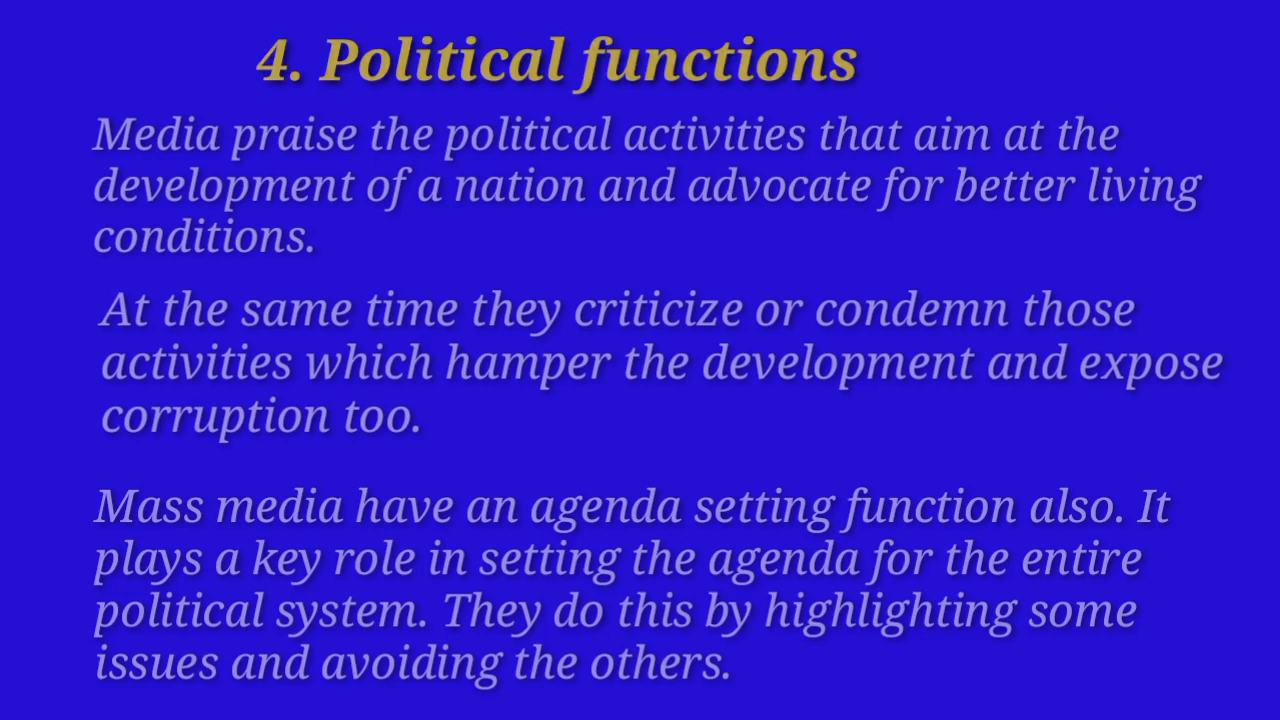 4. Political functions
Media praise the political activities that aim at the
development of a nation and advocate for better living
conditions.
At the same time they criticize or condemn those
activities which hamper the development and expose
corruption too.
Mass media have an agenda setting function also. It
plays a key role in setting the agenda for the entire
political system. They do this by highlighting some
issues and avoiding the others.